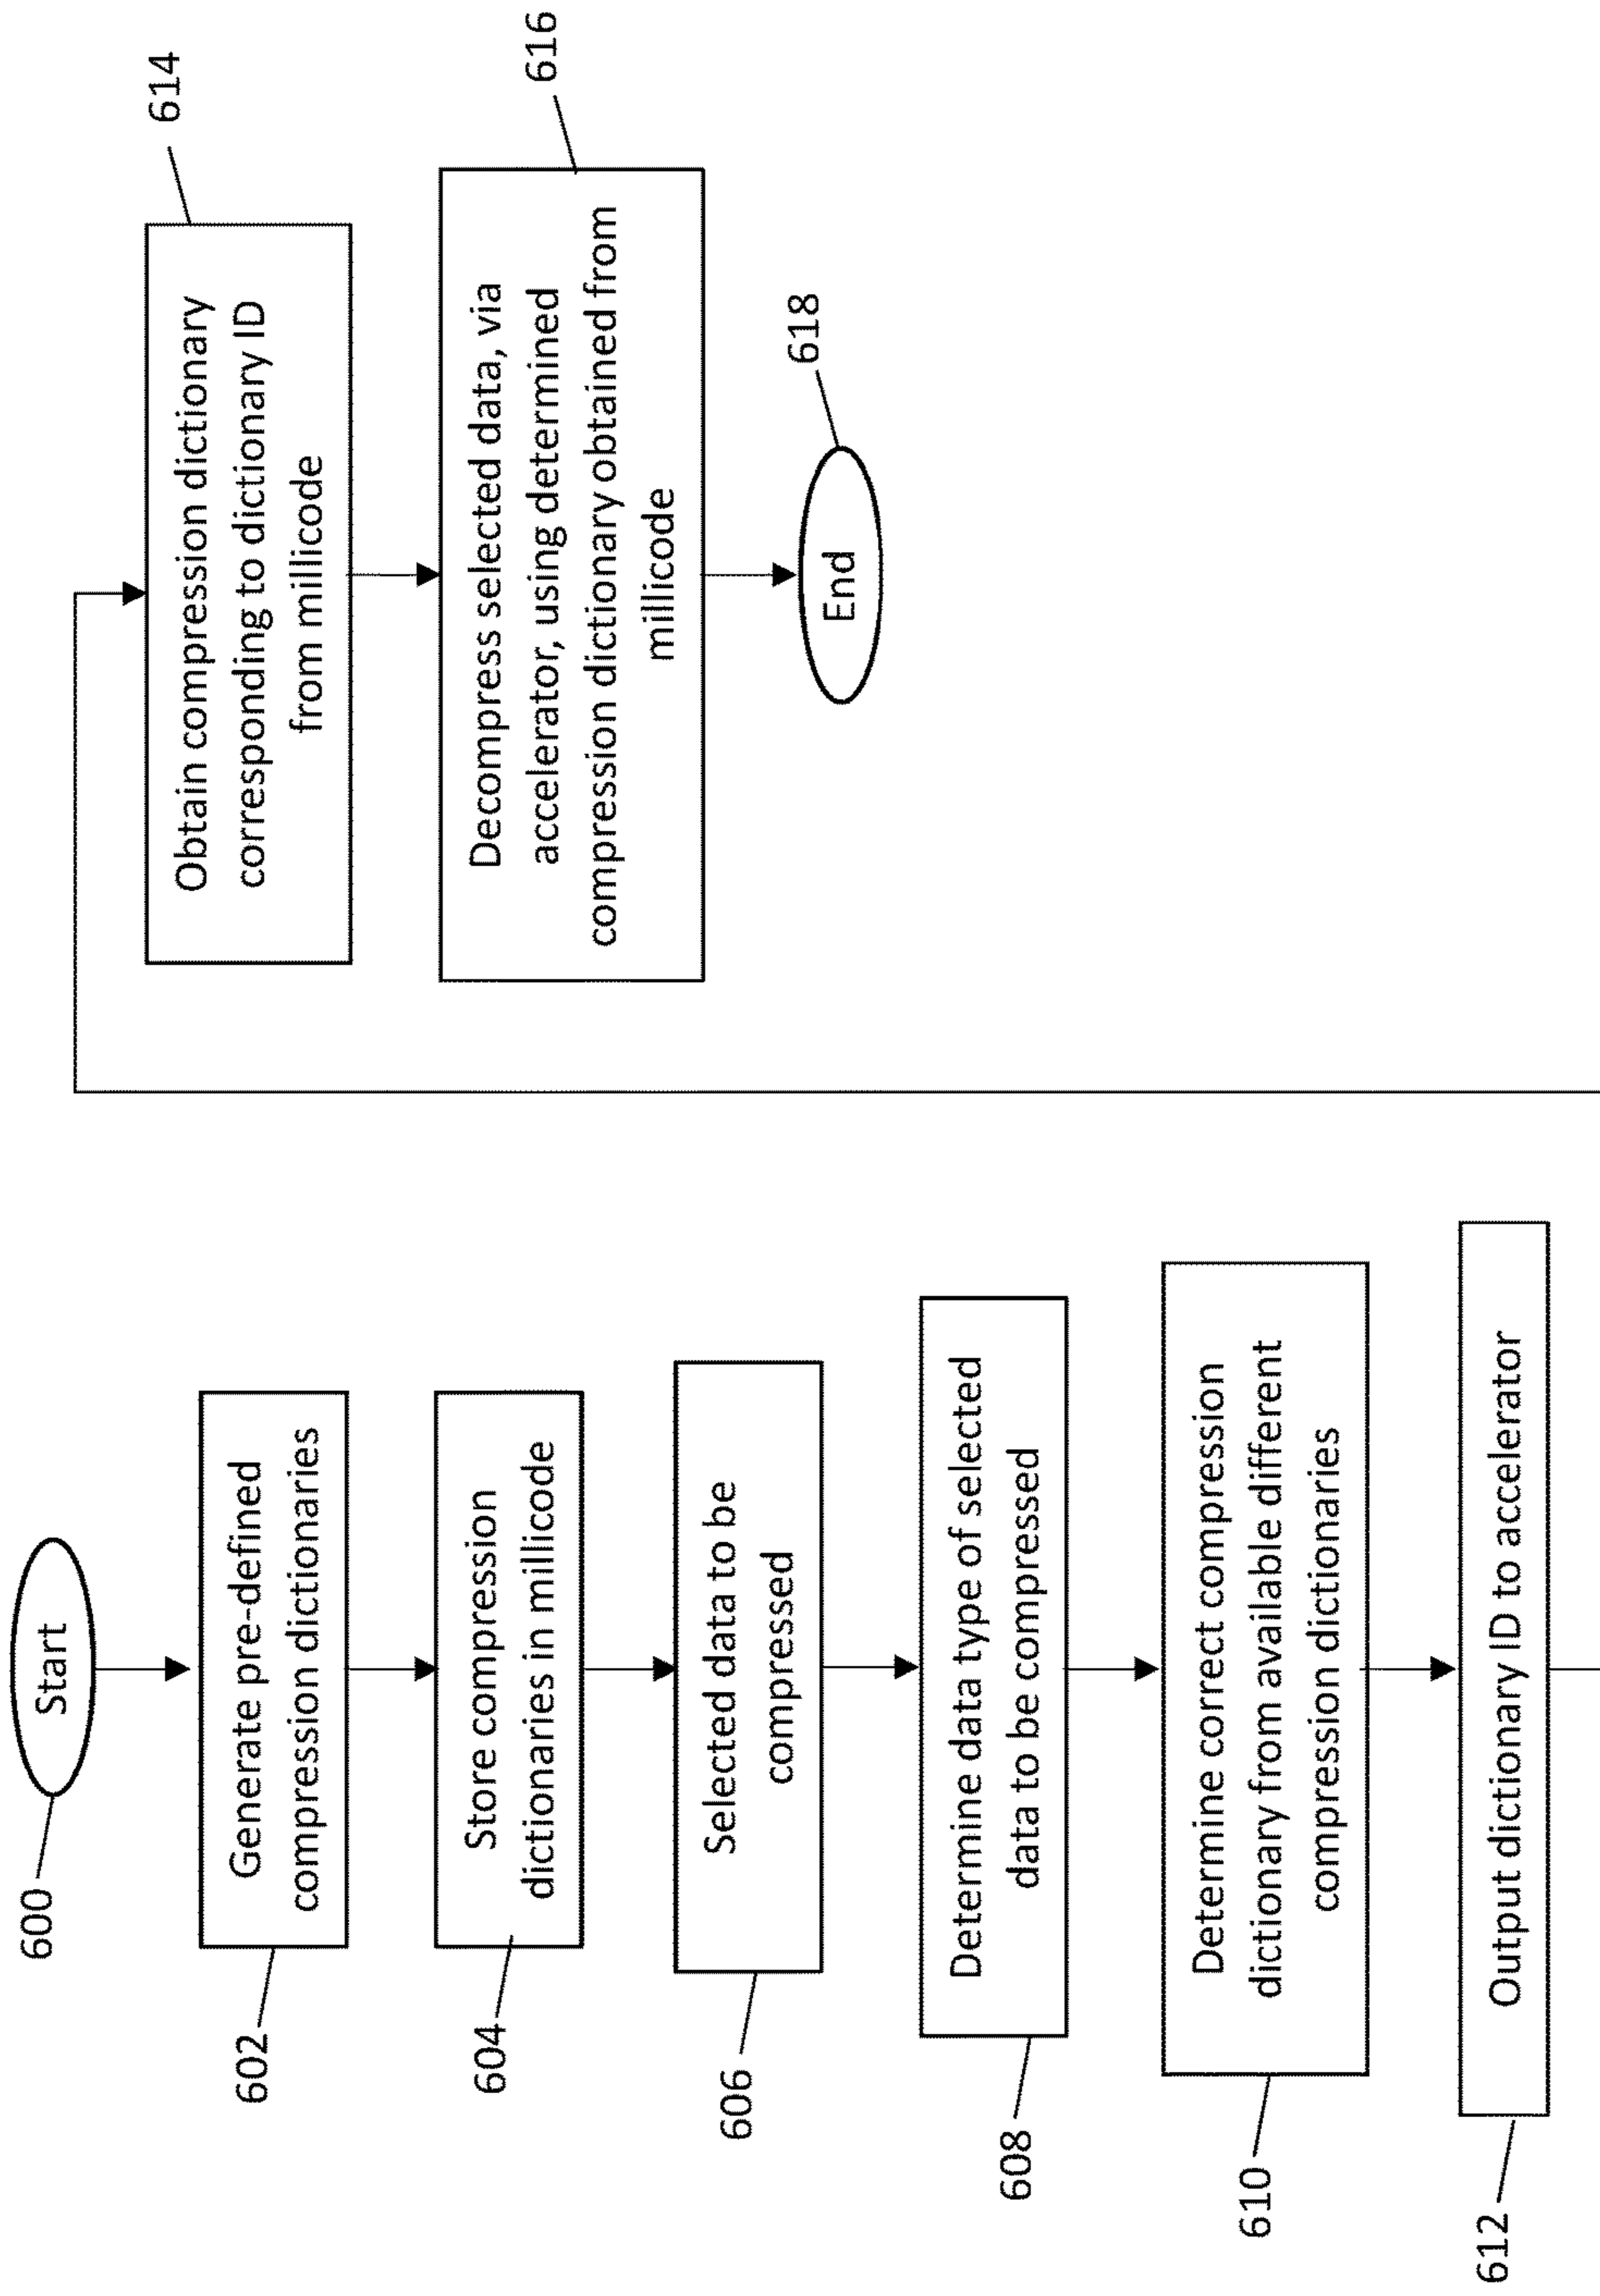 600
Start
602
Generate pre-defined
compression dictionaries
604
Store compression
dictionaries in millicode
606
Selected data to be
compressed
608
Determine data type of selected
data to be compressed
610
Determine correct compression
dictionary from available different
compression dictionaries
612
Output dictionary ID to accelerator
614
Obtain compression dictionary
corresponding to dictionary ID
from millicode
616
Decompress selected data, via
accelerator, using determined
compression dictionary obtained from
millicode
618
End